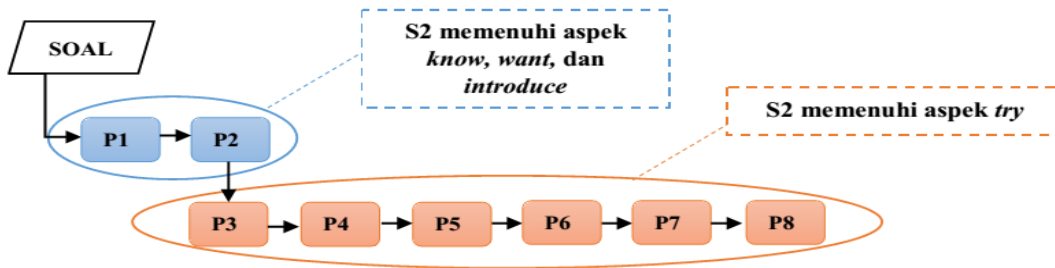 SOAL
S2 memenuhi aspek
know, want, dan
introduce
S2 memenuhi aspek try
P1
P2
P3
P4
P5
P6
P7
P8